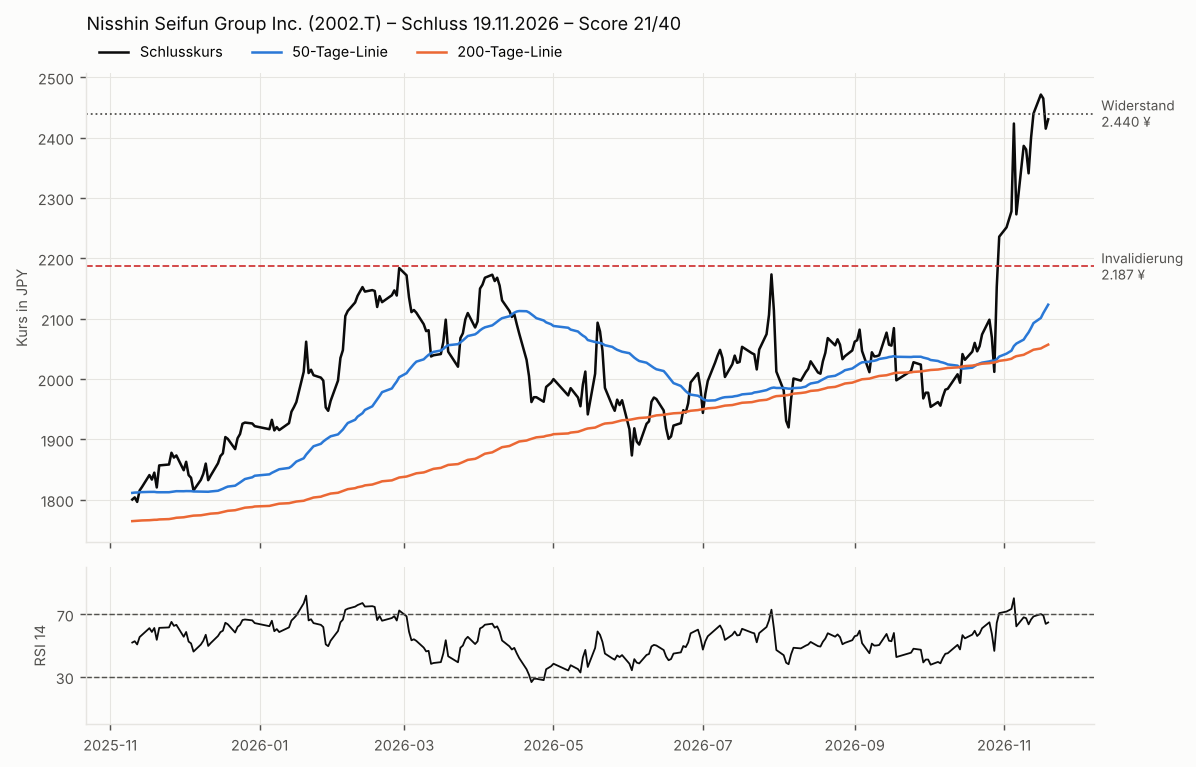 Nisshin Seifun Group Inc. (2002.T) – Schluss 19.11.2026 – Score 21/40
Schlusskurs 50-Tage-Linie 200-Tage-Linie
2500
2400
2300
2200
2100
2000
1900
1800
Kurs in JPY
Widerstand
2.440 ¥
Invalidierung
2.187 ¥
70
30
RSI 14
2025-11 2026-01 2026-03 2026-05 2026-07 2026-09 2026-11